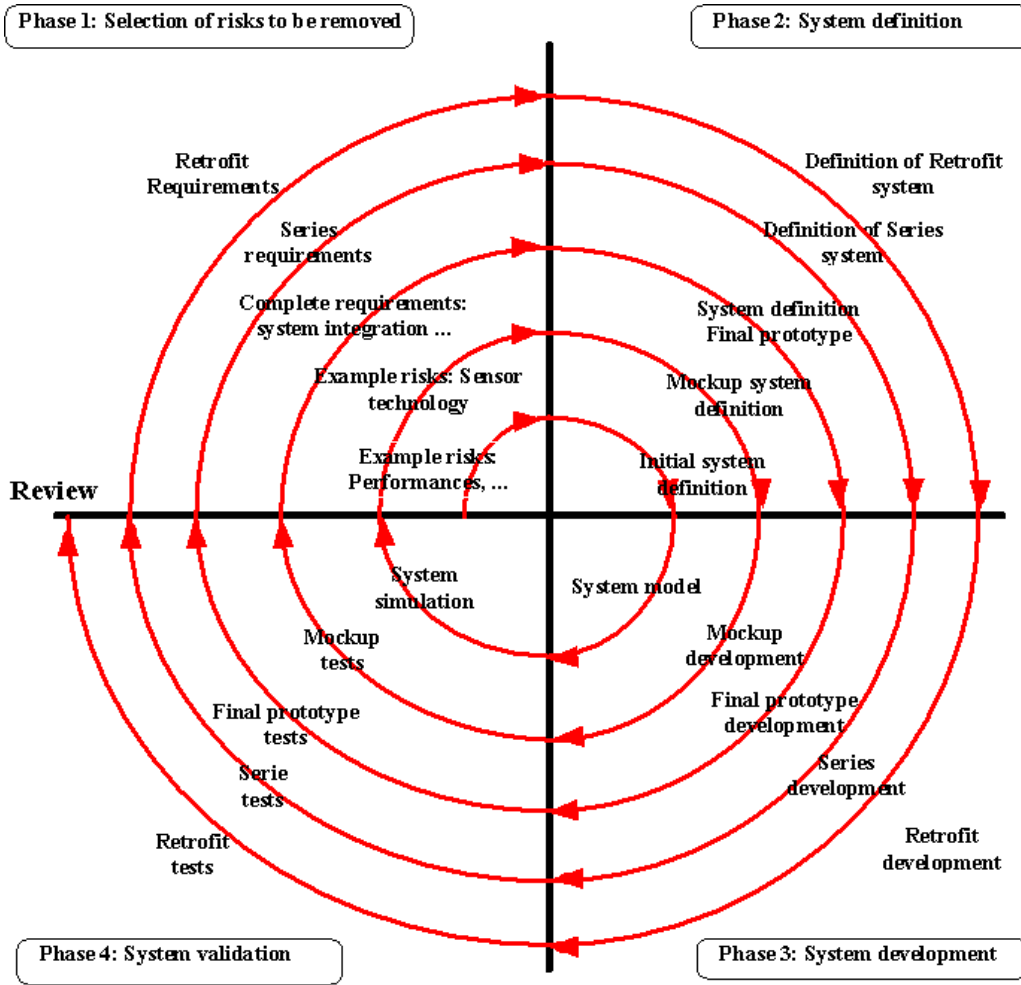 Phase 1: Selection of risks to be removed
Phase 2: System definition
Retrofit
Requirements
Definition of Retrofit
system
Series
requirements
Definition of Series
system
Complete requirements:
system integration ...
System definition
Final prototype
Example risks: Sensor
technology
Mockup system
definition
Example risks:
Performances, ...
Initial system
definition
Review
System
simulation
System model
Mockup
tests
Mockup
development
Final prototype
tests
Final prototype
development
Serie
tests
Series
development
Retrofit
tests
Retrofit
development
Phase 4: System validation
Phase 3: System development